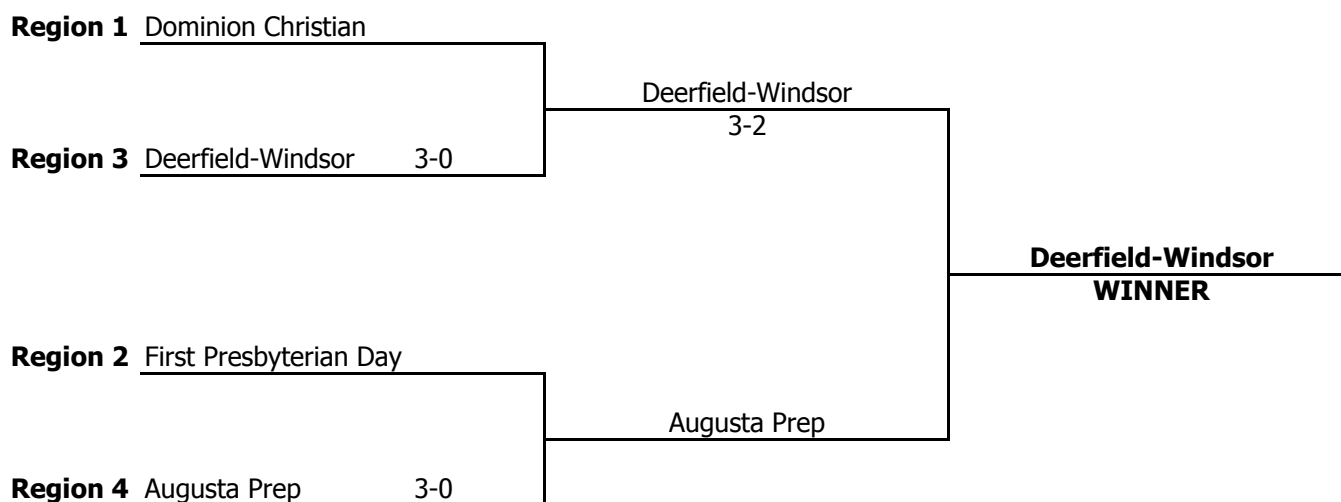 Region 1 Dominion Christian
Deerfield-Windsor
3-2
Region 3 Deerfield-Windsor 3-0
Deerfield-Windsor
WINNER
Region 2 First Presbyterian Day
Augusta Prep
Region 4 Augusta Prep 3-0